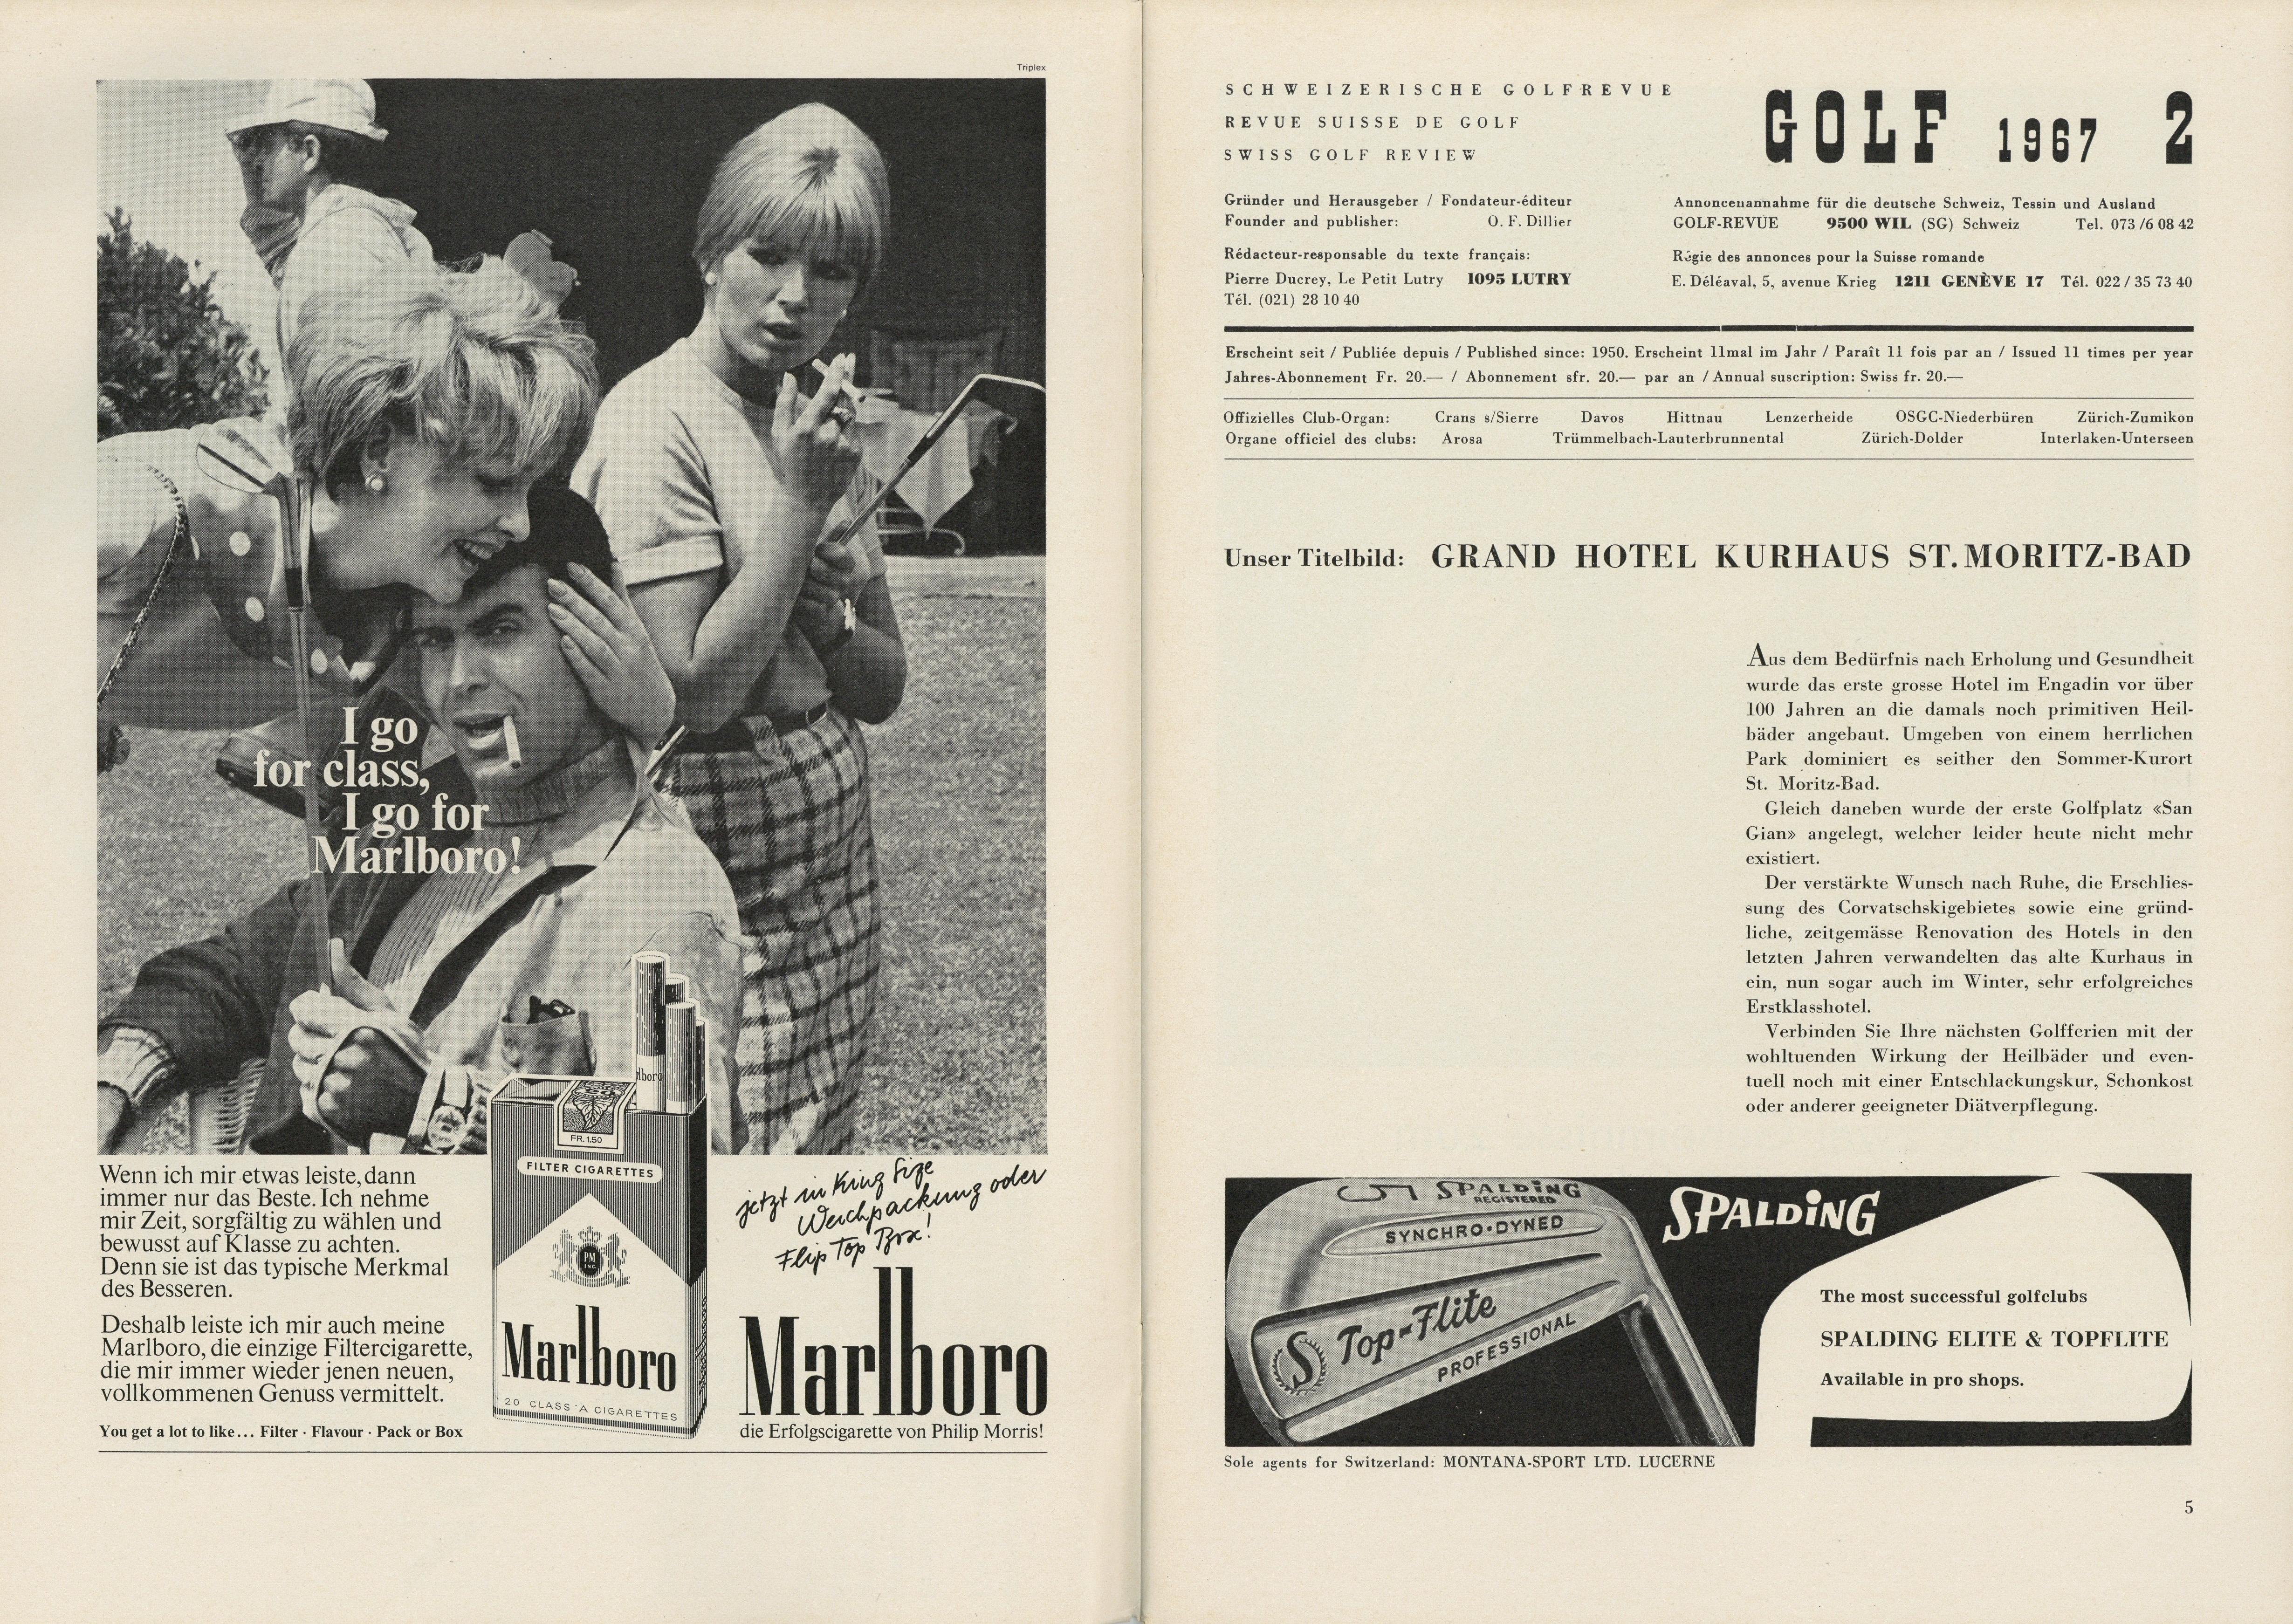 Triplex
I go
for class,
I go for
Marlboro!
FR. 1.50
FILTER CIGARETTES
PM
INC.
Marlboro
20 CLASS A CIGARETTES
Wenn ich mir etwas leiste, dann
immer nur das Beste. Ich nehme
mir Zeit, sorgfältig zu wählen und
bewusst auf Klasse zu achten.
Denn sie ist das typische Merkmal
des Besseren.
Deshalb leiste ich mir auch meine
Marlboro, die einzige Filtercigarette,
die mir immer wieder jenen neuen,
vollkommenen Genuss vermittelt.
You get a lot to like... Filter · Flavour · Pack or Box
jetzt in King Size
Weichpackung oder
Flip Top Box!
Marlboro
die Erfolgscigarette von Philip Morris!
SCHWEIZERISCHE GOLFREVUE
REVUE SUISSE DE GOLF
SWISS GOLF REVIEW
GOLF 1967 2
Gründer und Herausgeber / Fondateur-éditeur
Founder and publisher: O. F. Dillier
Rédacteur-responsable du texte français:
Pierre Ducrey, Le Petit Lutry 1095 LUTRY
Tél. (021) 28 10 40
Annoncenannahme für die deutsche Schweiz, Tessin und Ausland
GOLF-REVUE 9500 WIL (SG) Schweiz Tel. 073/6 08 42
Régie des annonces pour la Suisse romande
E. Déléaval, 5, avenue Krieg 1211 GENÈVE 17 Tél. 022 / 35 73 40
Erscheint seit / Publiée depuis / Published since: 1950. Erscheint 11mal im Jahr / Paraît 11 fois par an / Issued 11 times per year
Jahres-Abonnement Fr. 20.— / Abonnement sfr. 20.— par an / Annual suscription: Swiss fr. 20.—
Offizielles Club-Organ: Crans s/Sierre Davos Hittnau Lenzerheide OSGC-Niederbüren Zürich-Zumikon
Organe officiel des clubs: Arosa Trümmelbach-Lauterbrunnental Zürich-Dolder Interlaken-Unterseen
Unser Titelbild: GRAND HOTEL KURHAUS ST. MORITZ-BAD
Aus dem Bedürfnis nach Erholung und Gesundheit
wurde das erste grosse Hotel im Engadin vor über
100 Jahren an die damals noch primitiven Heil-
bäder angebaut. Umgeben von einem herrlichen
Park dominiert es seither den Sommer-Kurort
St. Moritz-Bad.
Gleich daneben wurde der erste Golfplatz «San
Gian» angelegt, welcher leider heute nicht mehr
existiert.
Der verstärkte Wunsch nach Ruhe, die Erschlies-
sung des Corvatschskigebietes sowie eine gründ-
liche, zeitgemässe Renovation des Hotels in den
letzten Jahren verwandelten das alte Kurhaus in
ein, nun sogar auch im Winter, sehr erfolgreiches
Erstklasshotel.
Verbinden Sie Ihre nächsten Golfferien mit der
wohltuenden Wirkung der Heilbäder und even-
tuell noch mit einer Entschlackungskur, Schonkost
oder anderer geeigneter Diätverpflegung.
5 SPALDING
REGISTERED
SYNCHRO-DYNED
S Top-Flite
PROFESSIONAL
SPALDING
The most successful golfclubs
SPALDING ELITE & TOPFLITE
Available in pro shops.
Sole agents for Switzerland: MONTANA-SPORT LTD. LUCERNE
5